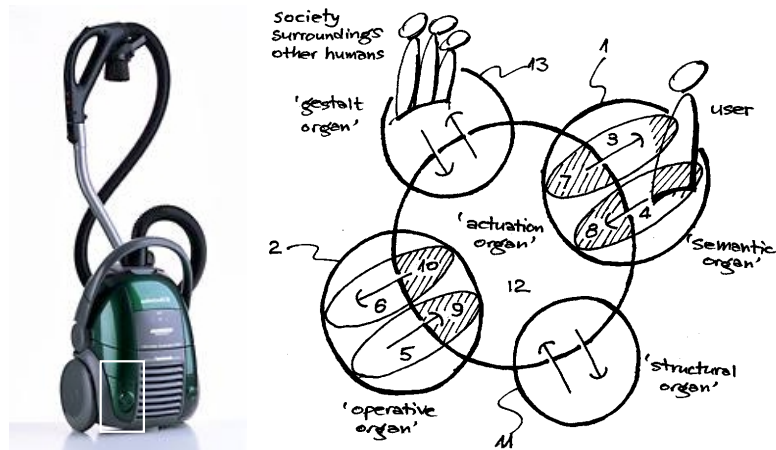 society
surroundings
other humans
13
1
'gestalt
organ'
user
3
7
4
8
'actuation
organ'
'semantic
organ'
2
10
12
6
9
5
'structural
organ'
'operative
organ'
11